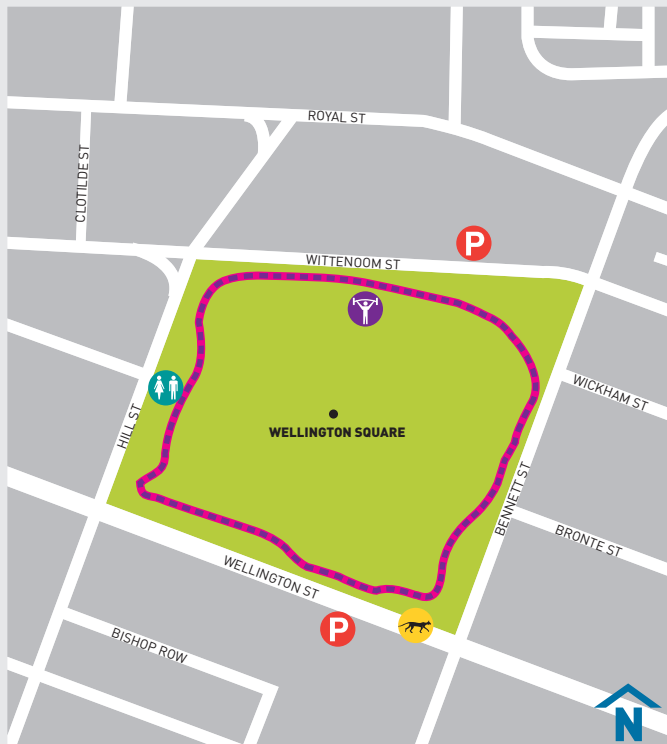 ROYAL ST
CLOTILDE ST
P
WITTENOOM ST
WICKHAM ST
HILL ST
WELLINGTON SQUARE
BENNETT ST
BRONTE ST
WELLINGTON ST
P
BISHOP ROW
N